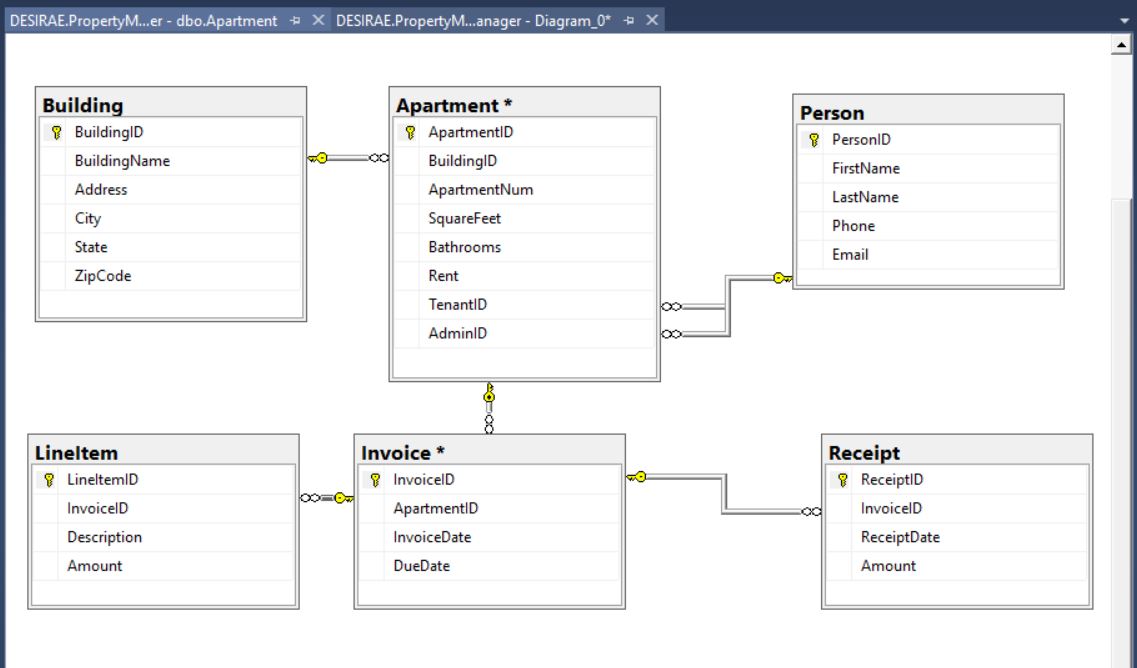 DESIRAE.PropertyM...er - dbo.Apartment
DESIRAE.PropertyM...anager - Diagram_0*
Building
BuildingID
BuildingName
Address
City
State
ZipCode
Apartment *
ApartmentID
BuildingID
ApartmentNum
SquareFeet
Bathrooms
Rent
TenantID
AdminID
Person
PersonID
FirstName
LastName
Phone
Email
LineItem
LineItemID
InvoiceID
Description
Amount
Invoice *
InvoiceID
ApartmentID
InvoiceDate
DueDate
Receipt
ReceiptID
InvoiceID
ReceiptDate
Amount